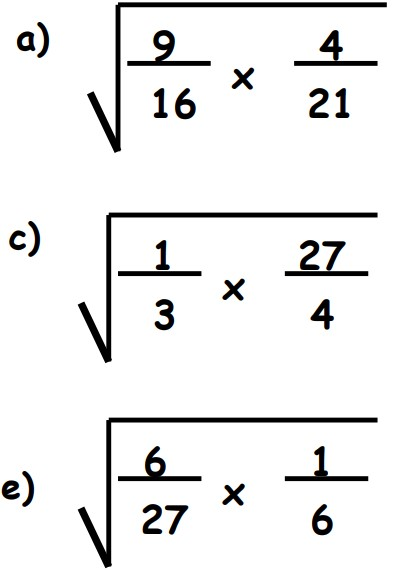 a) √(9/16 x 4/21)
c) √(1/3 x 27/4)
e) √(6/27 x 1/6)